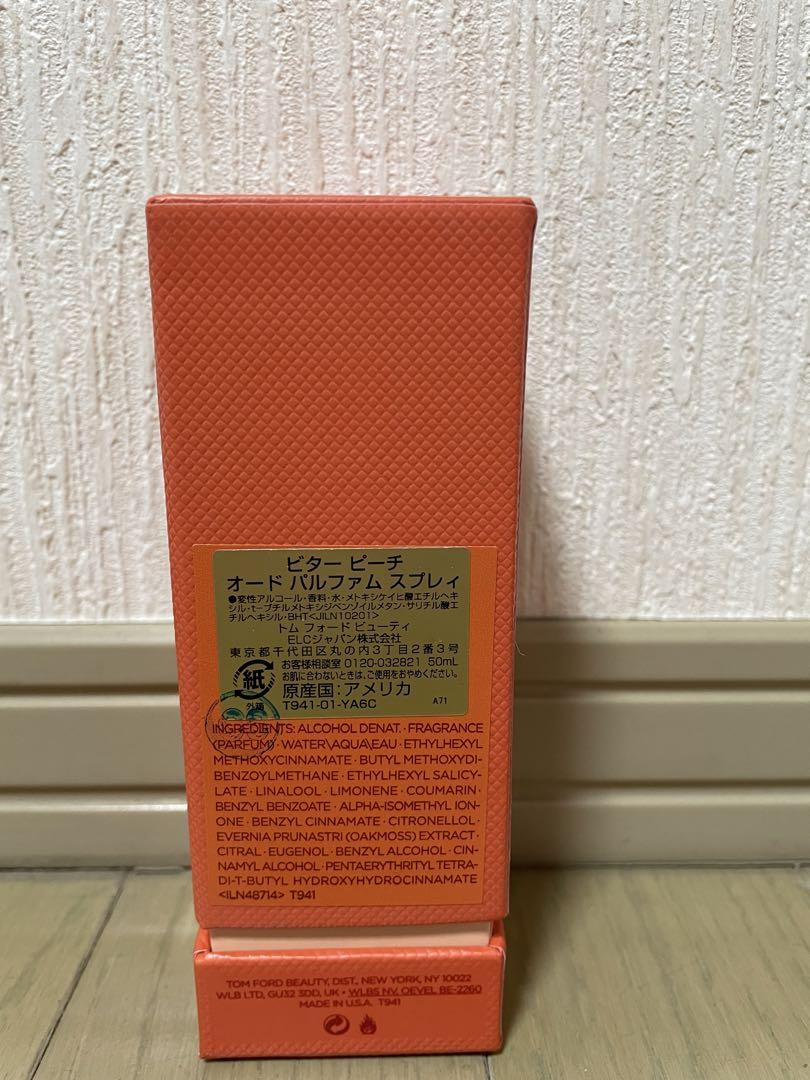 ビター ピーチ
オード パルファム スプレィ
●変性アルコール・香料・水・メトキシケイヒ酸エチルヘキ
シル・t-ブチルメトキシジベンゾイルメタン・サリチル酸エ
チルヘキシル・BHT<JILN10201>
トム フォード ビューティ
ELCジャパン株式会社
東京都千代田区丸の内3丁目2番3号
お客様相談室 0120-032821 50mL
お肌に合わないときは、ご使用をおやめください。
紙
外箱
原産国:アメリカ
T941-01-YA6C
A71
INGREDIENTS: ALCOHOL DENAT. · FRAGRANCE
(PARFUM) · WATER\AQUA\EAU · ETHYLHEXYL
METHOXYCINNAMATE · BUTYL METHOXYDI-
BENZOYLMETHANE · ETHYLHEXYL SALICY-
LATE · LINALOOL · LIMONENE · COUMARIN ·
BENZYL BENZOATE · ALPHA-ISOMETHYL ION-
ONE · BENZYL CINNAMATE · CITRONELLOL ·
EVERNIA PRUNASTRI (OAKMOSS) EXTRACT ·
CITRAL · EUGENOL · BENZYL ALCOHOL · CIN-
NAMYL ALCOHOL · PENTAERYTHRITYL TETRA-
DI-T-BUTYL HYDROXYHYDROCINNAMATE
<ILN48714> T941
TOM FORD BEAUTY, DIST., NEW YORK, NY 10022
WLB LTD, GU32 3DD, UK • WLBS NV, OEVEL BE-2260
MADE IN U.S.A. T941